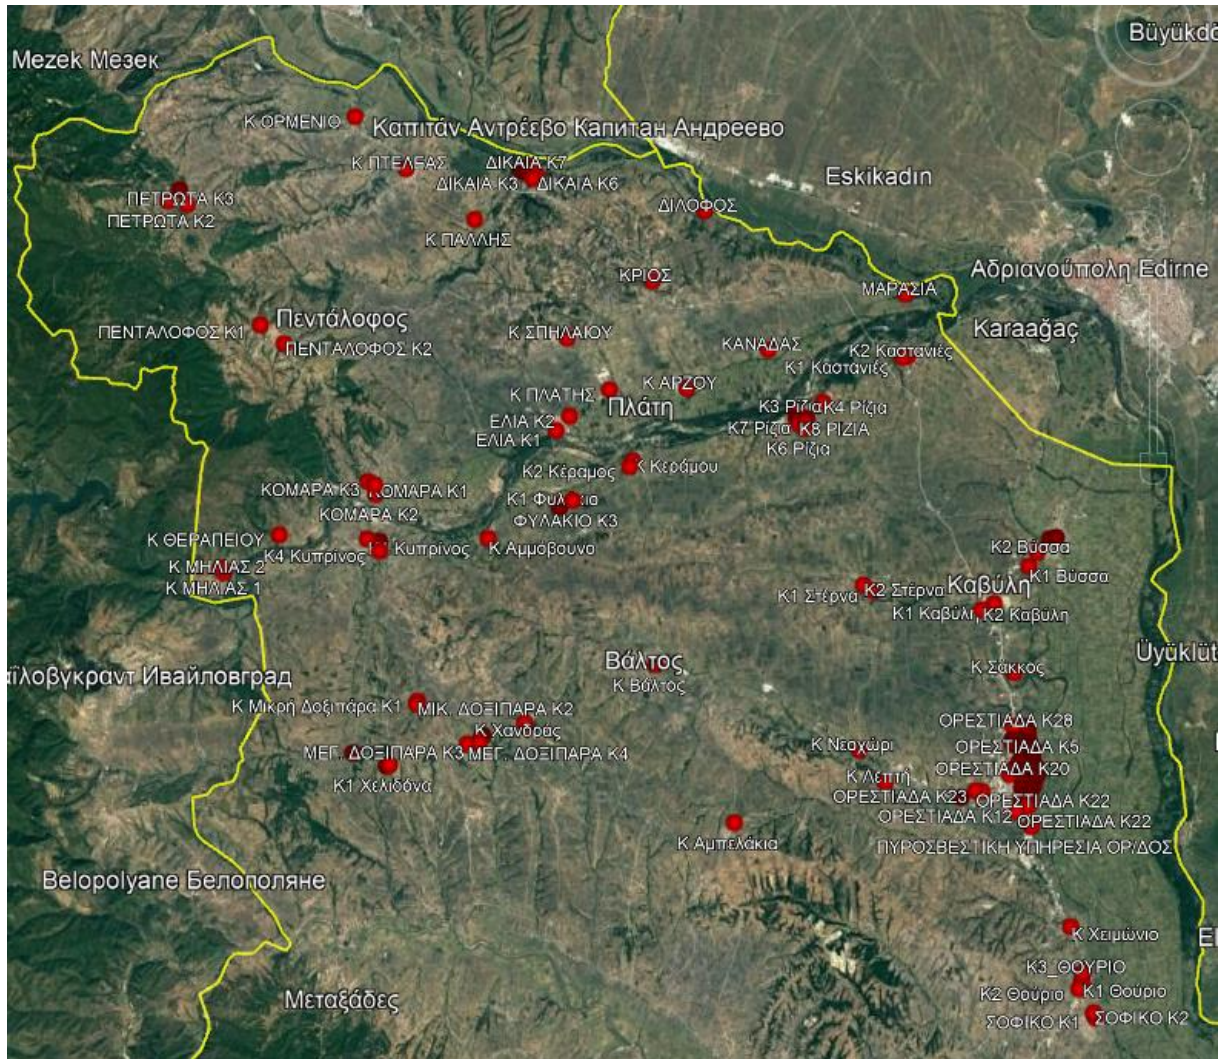 Büyükdö
Mezek Мезек
Κ ΟΡΜΕΝΙΟ
Καπιτάν Αντρέεβο Капитан Андреево
Κ ΠΤΕΛΕΑΣ
ΔΙΚΑΙΑ Κ7
ΔΙΚΑΙΑ Κ3
ΔΙΚΑΙΑ Κ6
Eskikadın
ΠΕΤΡΩΤΑ Κ3
ΠΕΤΡΩΤΑ Κ2
ΔΙΛΟΦΟΣ
Κ ΠΑΛΛΗΣ
ΚΡΙΟΣ
Αδριανούπολη Edirne
ΜΑΡΑΣΙΑ
Πεντάλοφος
ΠΕΝΤΑΛΟΦΟΣ Κ1
ΠΕΝΤΑΛΟΦΟΣ Κ2
Κ ΣΠΗΛΑΙΟΥ
ΚΑΝΑΔΑΣ
Karaağaç
Κ2 Καστανιές
Κ1 Καστανιές
Κ ΠΛΑΤΗΣ
Κ ΑΡΖΟΥ
Πλάτη
Κ3 Ρίζια
Κ4 Ρίζια
ΕΛΙΑ Κ2
ΕΛΙΑ Κ1
Κ7 Ρίζια
Κ8 ΡΙΖΙΑ
Κ6 Ρίζια
Κ2 Κέραμος
Κ Κεράμου
ΚΟΜΑΡΑ Κ3
ΚΟΜΑΡΑ Κ1
Κ1 Φυλάκιο
ΚΟΜΑΡΑ Κ2
ΦΥΛΑΚΙΟ Κ3
Κ ΘΕΡΑΠΕΙΟΥ
Κ4 Κυπρίνος
Κυπρίνος
Κ Αμμόβουνο
Κ2 Βύσσα
Κ1 Βύσσα
Κ ΜΗΛΙΑΣ 2
Κ ΜΗΛΙΑΣ 1
Κ1 Στέρνα
Κ2 Στέρνα
Καβύλη
Κ1 Καβύλη
Κ2 Καβύλη
Βάλτος
Κ Βάλτος
Κ Σάκκος
Üyüklüt
αϊλοβγκραντ Ивайловград
Κ Μικρή Δοξιπάρα Κ1
ΜΙΚ. ΔΟΞΙΠΑΡΑ Κ2
Κ Χανδράς
ΜΕΓ. ΔΟΞΙΠΑΡΑ Κ3
ΜΕΓ. ΔΟΞΙΠΑΡΑ Κ4
Κ1 Χελιδόνα
ΟΡΕΣΤΙΑΔΑ Κ28
ΟΡΕΣΤΙΑΔΑ Κ5
Κ Νεοχώρι
ΟΡΕΣΤΙΑΔΑ Κ20
Κ Λεπτή
ΟΡΕΣΤΙΑΔΑ Κ23
ΟΡΕΣΤΙΑΔΑ Κ22
ΟΡΕΣΤΙΑΔΑ Κ12
ΟΡΕΣΤΙΑΔΑ Κ22
ΠΥΡΟΣΒΕΣΤΙΚΗ ΥΠΗΡΕΣΙΑ ΟΡ/ΔΟΣ
Κ Αμπελάκια
Belopolyane Белополяне
Κ Χειμώνιο
El
Κ3_ΘΟΥΡΙΟ
Κ2 Θούριο
Κ1 Θούριο
Μεταξάδες
ΣΟΦΙΚΟ Κ1
ΣΟΦΙΚΟ Κ2